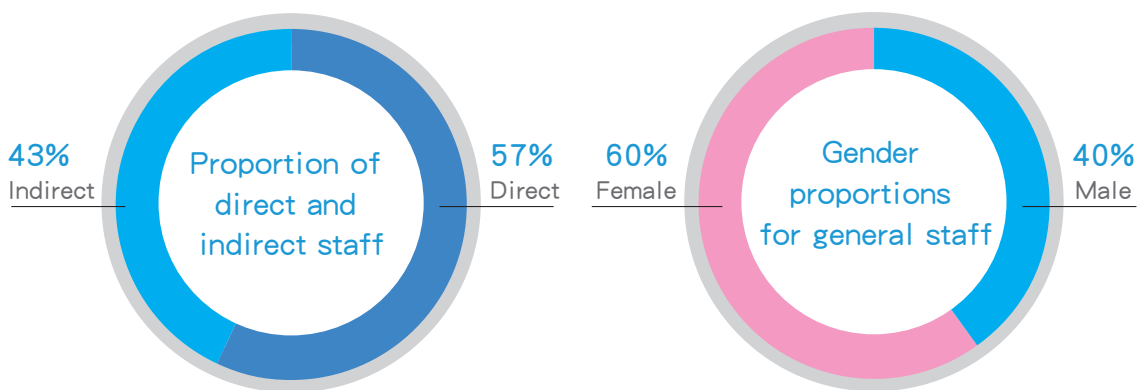 43%
Indirect
Proportion of
direct and
indirect staff
57%
Direct
60%
Female
Gender
proportions
for general staff
40%
Male